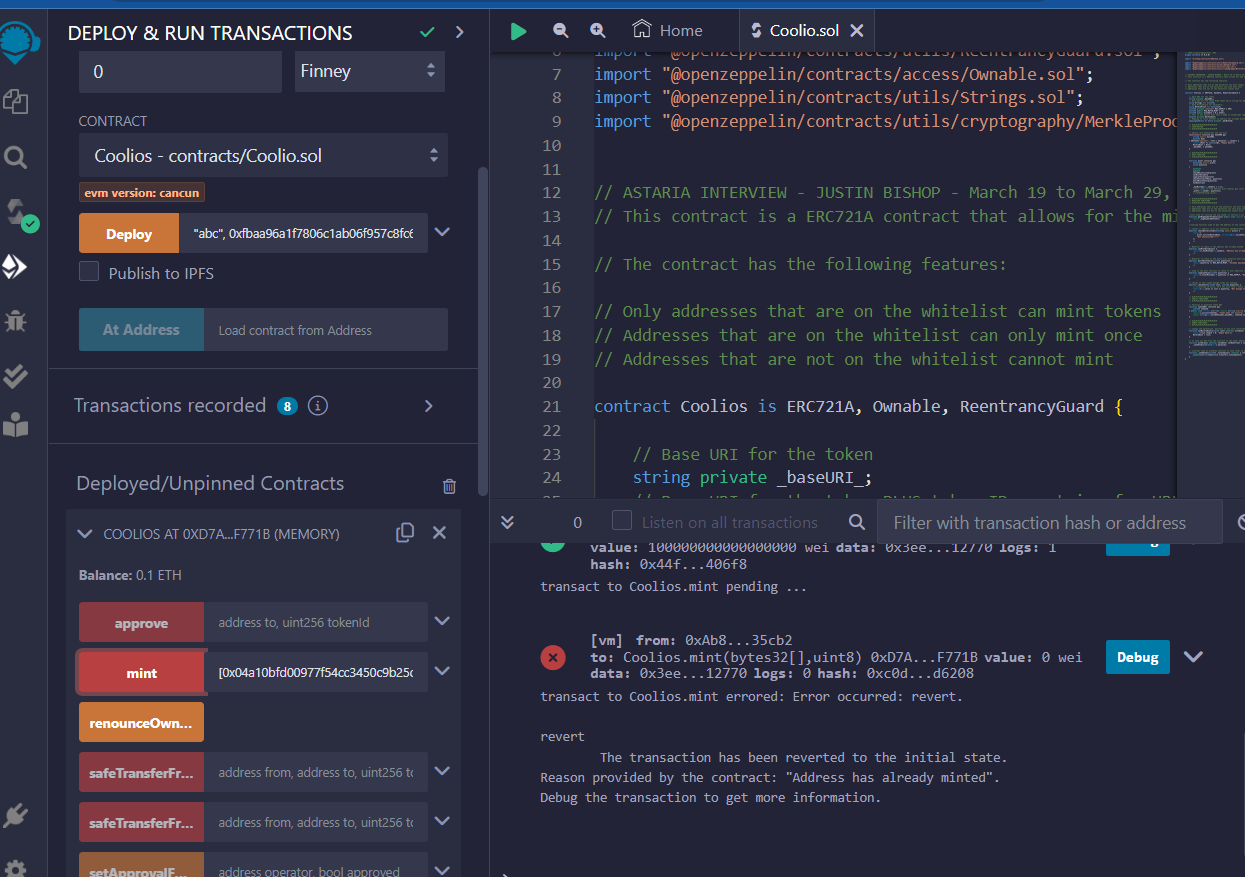 DEPLOY & RUN TRANSACTIONS
0
Finney
CONTRACT
Coolios - contracts/Coolio.sol
evm version: cancun
Deploy
"abc", 0xfbaa96a1f7806c1ab06f957c8fc6
Publish to IPFS
At Address
Load contract from Address
Transactions recorded 8 i
Deployed/Unpinned Contracts
COOLIOS AT 0XD7A...F771B (MEMORY)
Balance: 0.1 ETH
approve
address to, uint256 tokenId
mint
[0x04a10bfd00977f54cc3450c9b25c
renounceOwn...
safeTransferFr...
address from, address to, uint256 tc
safeTransferFr...
address from, address to, uint256 tc
setApprovalF...
address operator, bool approved
Home
Coolio.sol
6 import "@openzeppelin/contracts/utils/ReentrancyGuard.sol";
7 import "@openzeppelin/contracts/access/Ownable.sol";
8 import "@openzeppelin/contracts/utils/Strings.sol";
9 import "@openzeppelin/contracts/utils/cryptography/MerkleProo
10
11
12 // ASTARIA INTERVIEW - JUSTIN BISHOP - March 19 to March 29,
13 // This contract is a ERC721A contract that allows for the mi
14
15 // The contract has the following features:
16
17 // Only addresses that are on the whitelist can mint tokens
18 // Addresses that are on the whitelist can only mint once
19 // Addresses that are not on the whitelist cannot mint
20
21 contract Coolios is ERC721A, Ownable, ReentrancyGuard {
22
23 // Base URI for the token
24 string private _baseURI_;
0
Listen on all transactions
Filter with transaction hash or address
value: 100000000000000000 wei data: 0x3ee...12770 logs: 1
hash: 0x44f...406f8
transact to Coolios.mint pending ...
[vm] from: 0xAb8...35cb2
to: Coolios.mint(bytes32[],uint8) 0xD7A...F771B value: 0 wei
data: 0x3ee...12770 logs: 0 hash: 0xc0d...d6208
Debug
transact to Coolios.mint errored: Error occurred: revert.
revert
The transaction has been reverted to the initial state.
Reason provided by the contract: "Address has already minted".
Debug the transaction to get more information.